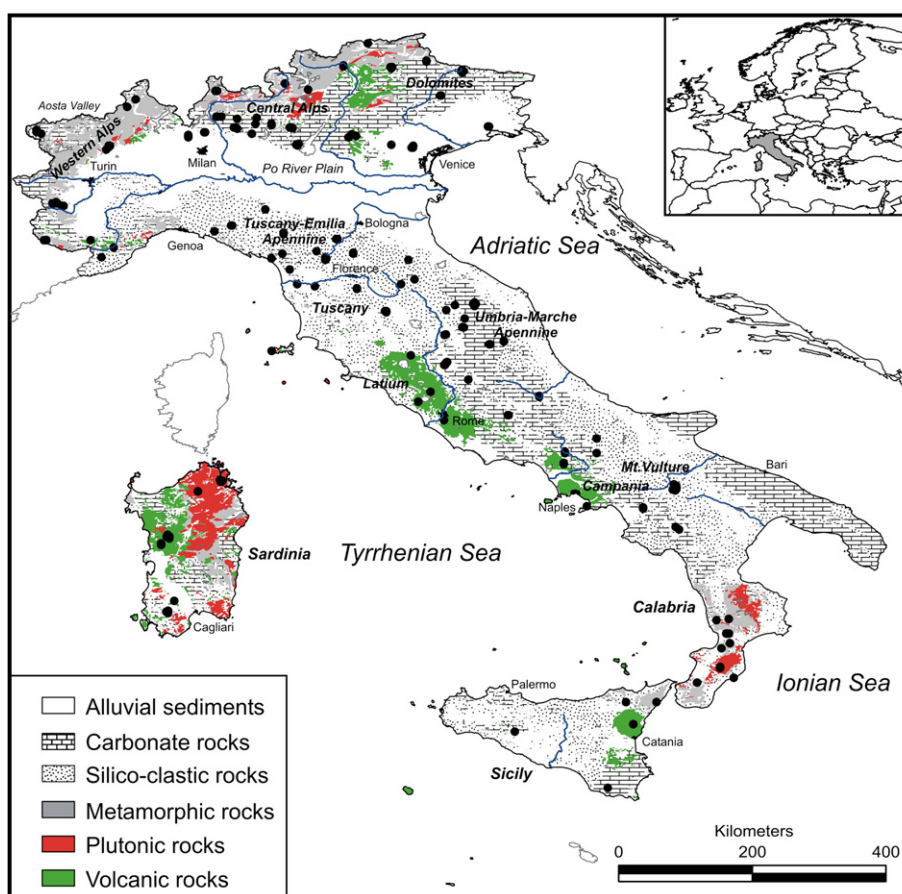 Aosta Valley
Western Alps
Turin
Central Alps
Milan
Dolomites
Po River Plain
Venice
Genoa
Tuscany-Emilia
Apennine
Bologna
Florence
Adriatic Sea
Tuscany
Umbria-Marche
Apennine
Latium
Rome
Mt.Vulture
Bari
Campania
Naples
Sardinia
Tyrrhenian Sea
Cagliari
Calabria
Ionian Sea
Palermo
Catania
Sicily
Alluvial sediments
Carbonate rocks
Silico-clastic rocks
Metamorphic rocks
Plutonic rocks
Volcanic rocks
Kilometers
0 200 400